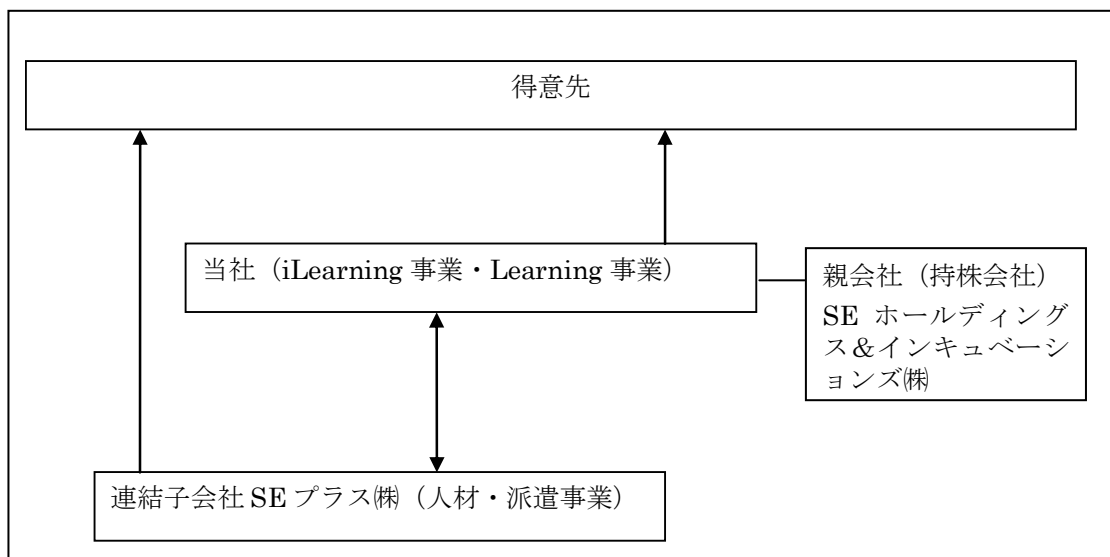 得意先
当社（iLearning 事業・Learning 事業）
親会社（持株会社）
SE ホールディング
ス＆インキュベーシ
ョンズ㈱
連結子会社 SE プラス㈱（人材・派遣事業）